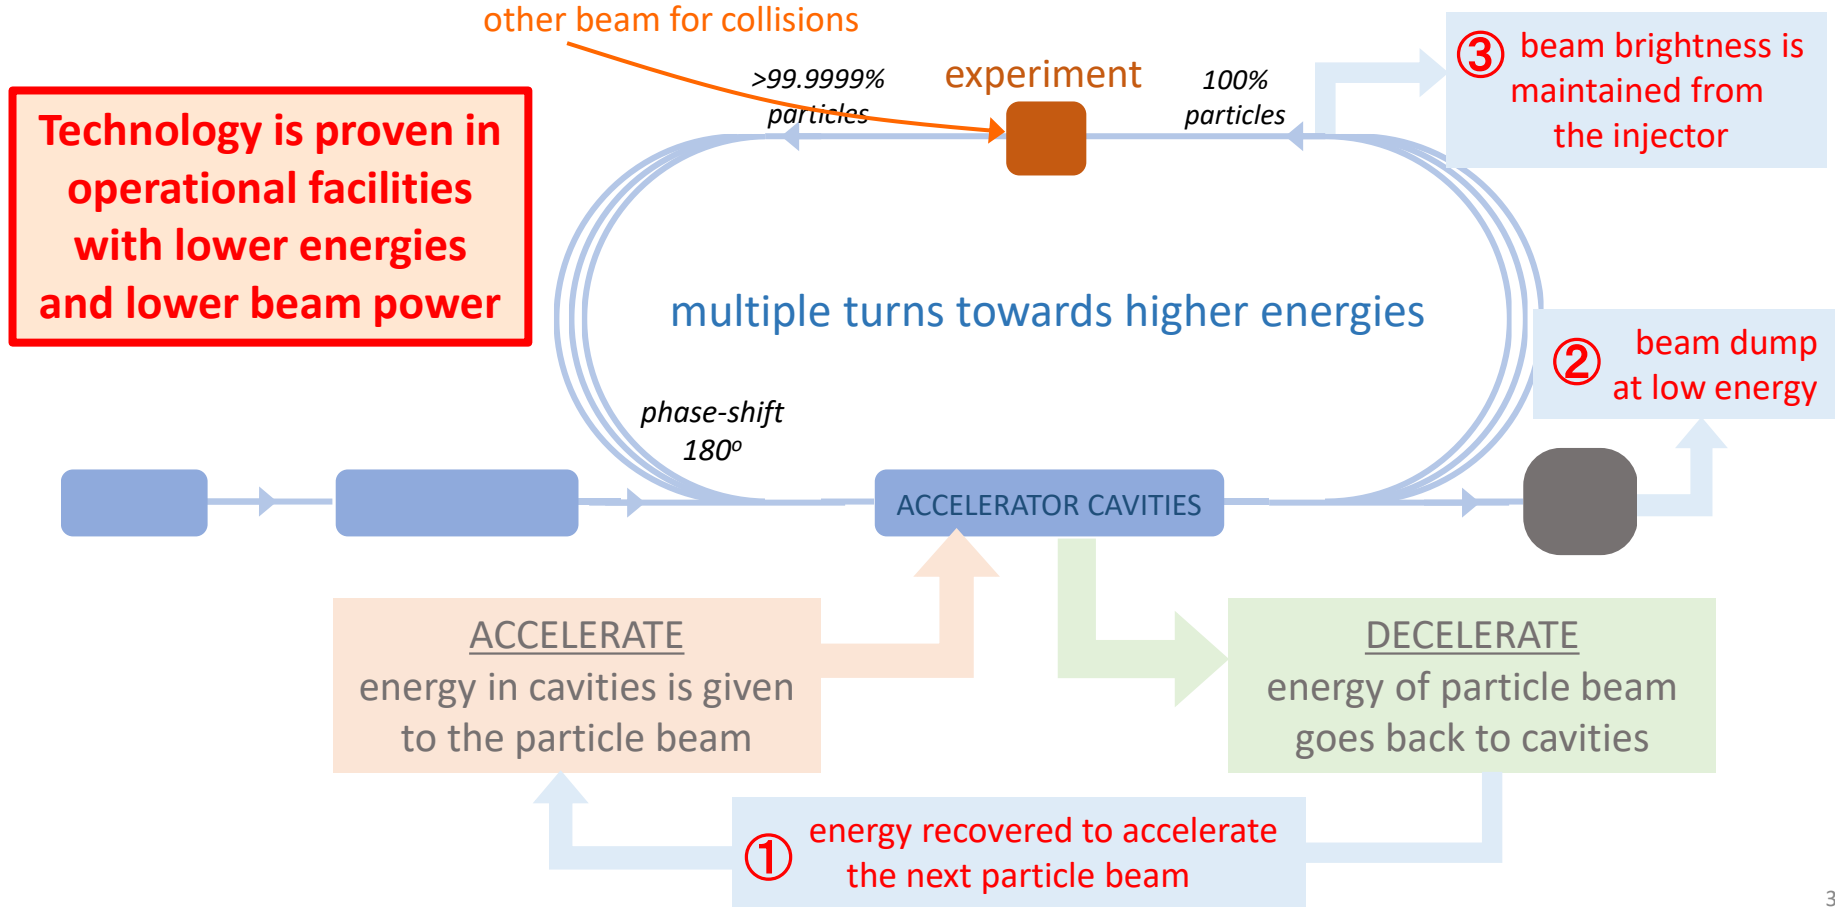 other beam for collisions
>99.9999%
particles
experiment
100%
particles
③ beam brightness is
maintained from
the injector
Technology is proven in
operational facilities
with lower energies
and lower beam power
multiple turns towards higher energies
② beam dump
at low energy
phase-shift
180º
ACCELERATOR CAVITIES
ACCELERATE
energy in cavities is given
to the particle beam
DECELERATE
energy of particle beam
goes back to cavities
① energy recovered to accelerate
the next particle beam
3